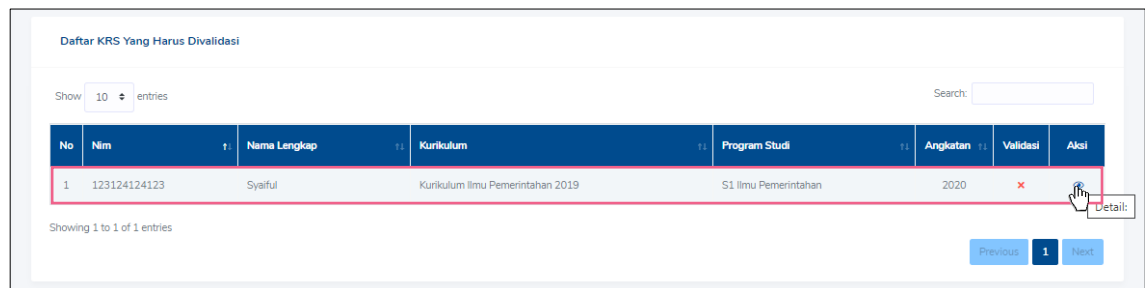 Daftar KRS Yang Harus Divalidasi
Show 10 entries Search:
No Nim Nama Lengkap Kurikulum Program Studi Angkatan Validasi Aksi
1 123124124123 Syaiful Kurikulum Ilmu Pemerintahan 2019 S1 Ilmu Pemerintahan 2020
Detail:
Showing 1 to 1 of 1 entries
Previous 1 Next